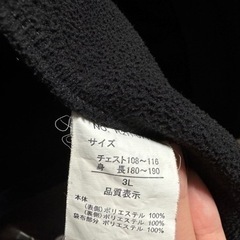 サイズ
チェスト108～116
身　長180～190
3L
品質表示
本体
(表側) ポリエステル 100%
(裏側) ポリエステル 100%
部分 ポリエステル 100%